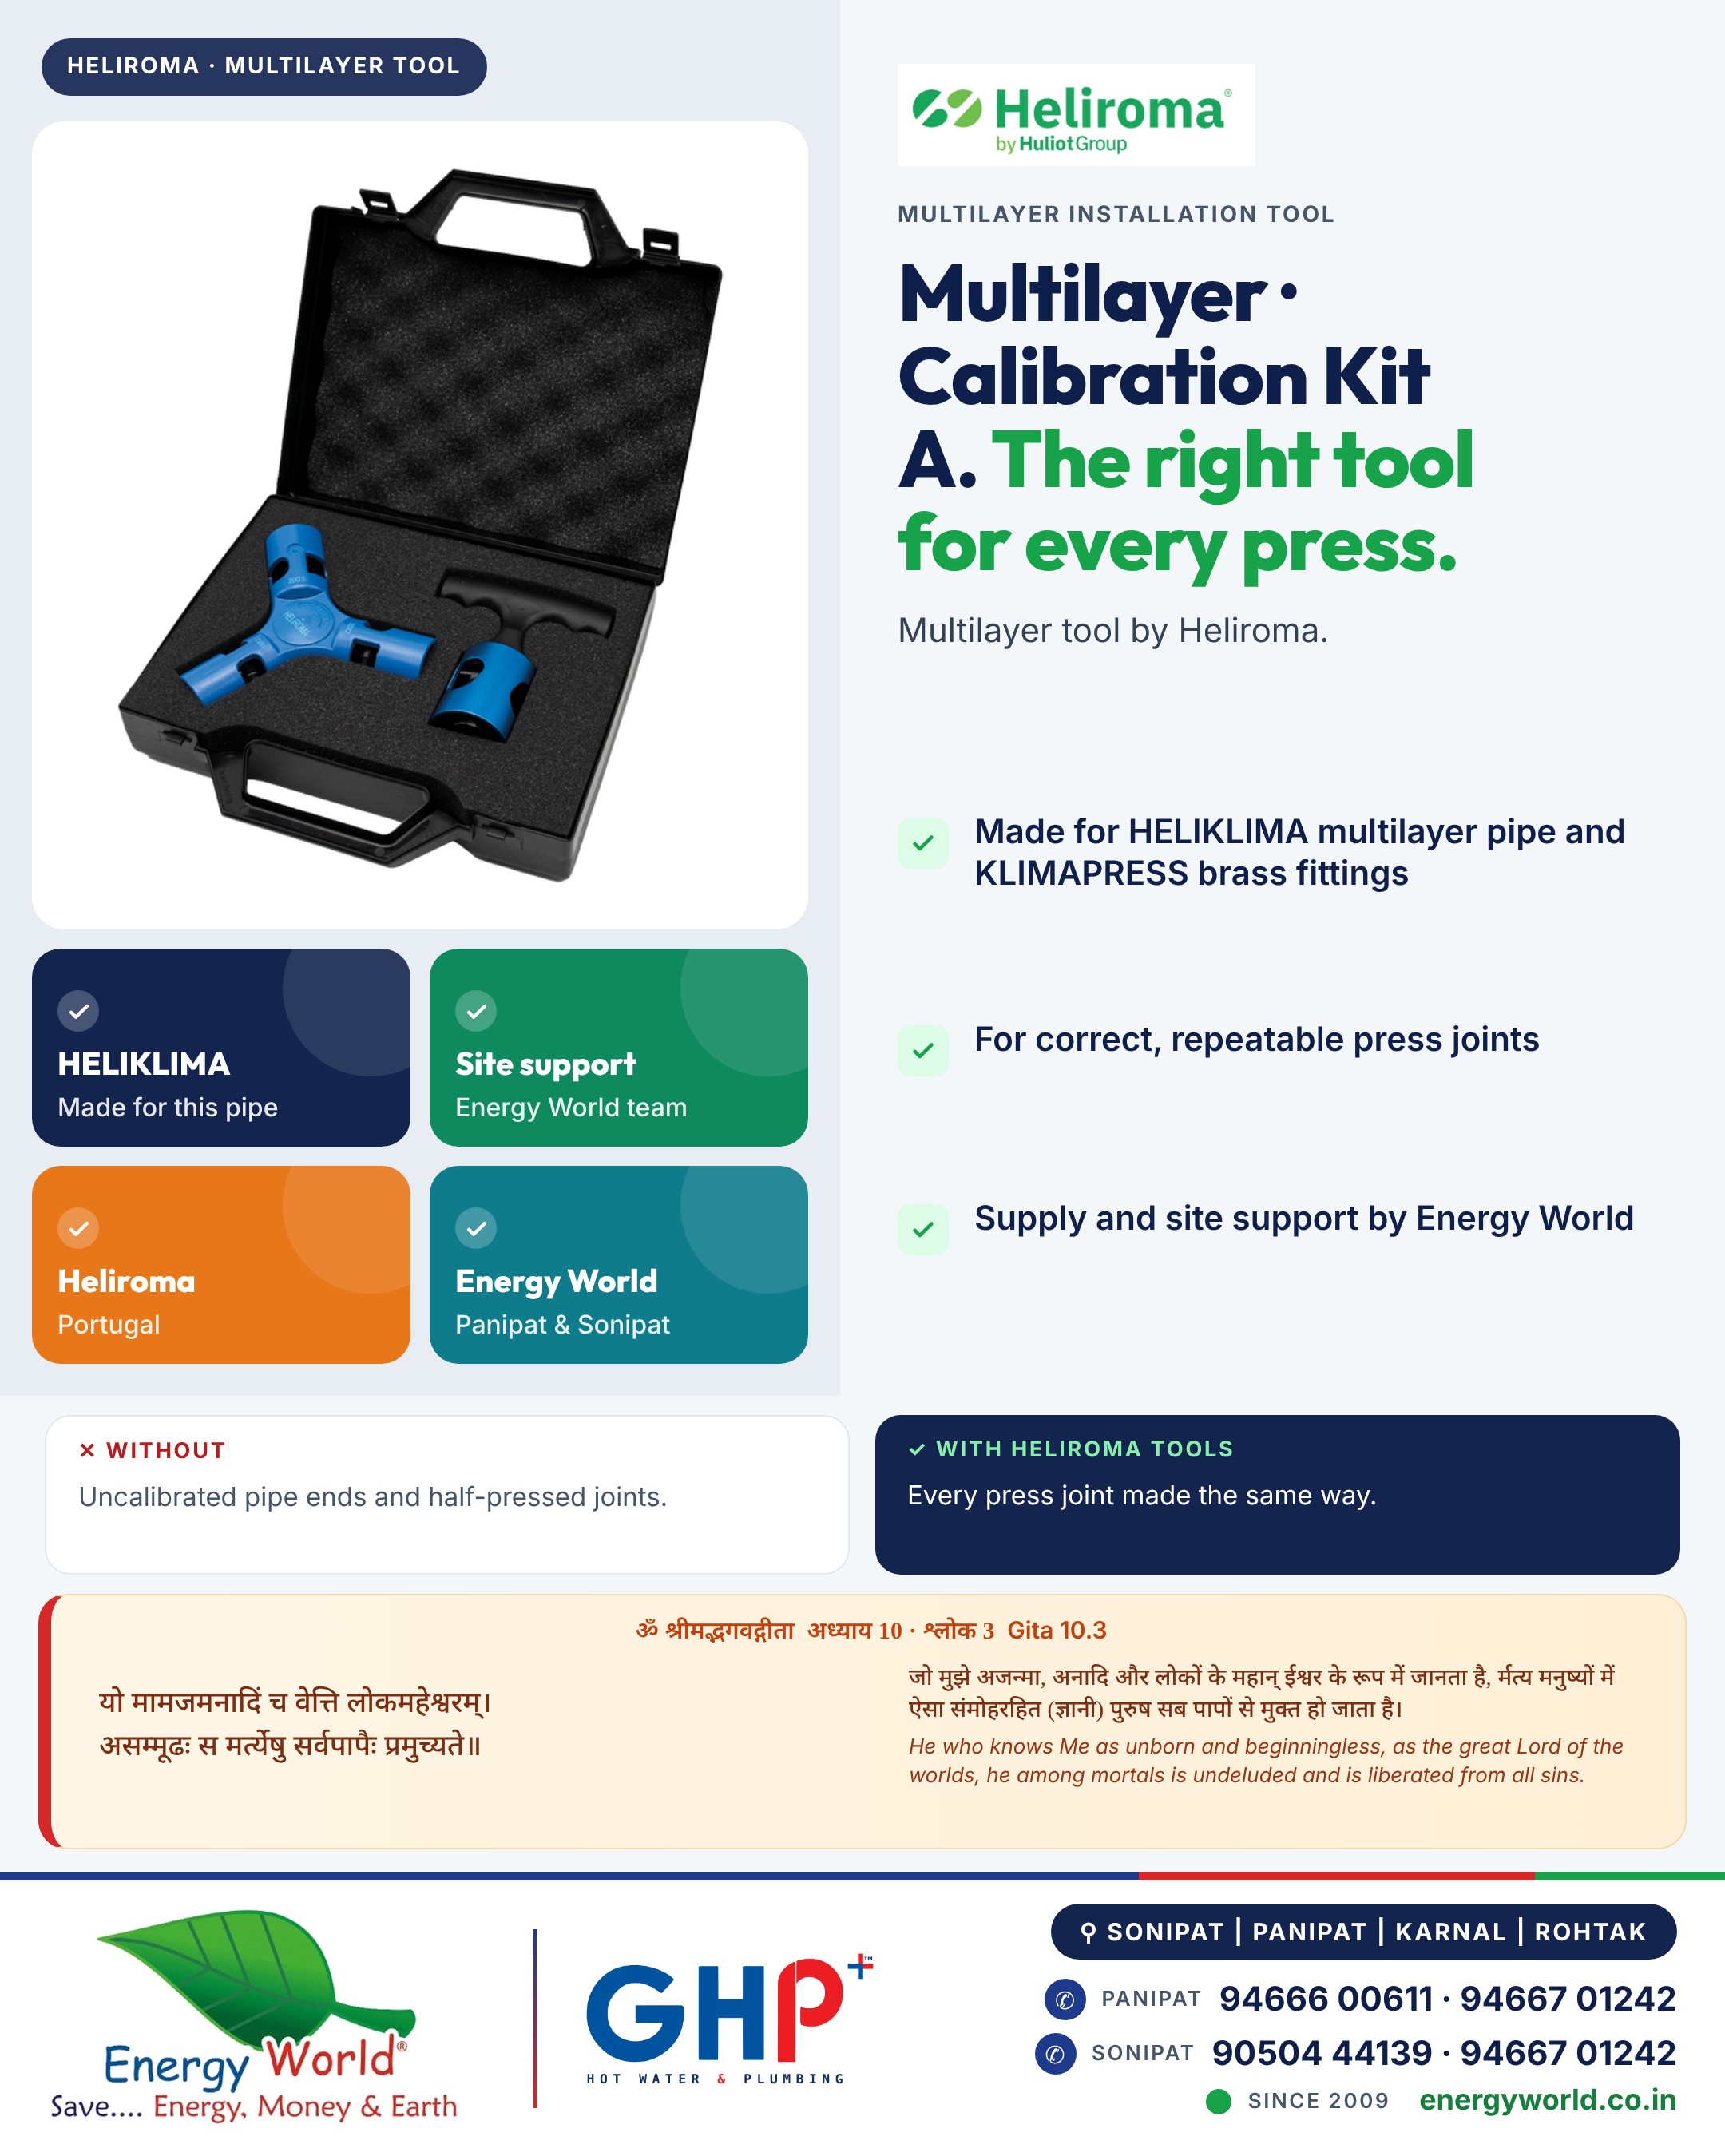 HELIROMA · MULTILAYER TOOL
Heliroma®
by HuliotGroup
MULTILAYER INSTALLATION TOOL
Multilayer ·
Calibration Kit
A. The right tool
for every press.
Multilayer tool by Heliroma.
Made for HELIKLIMA multilayer pipe and
KLIMAPRESS brass fittings
For correct, repeatable press joints
Supply and site support by Energy World
HELIKLIMA
Made for this pipe
Site support
Energy World team
Heliroma
Portugal
Energy World
Panipat & Sonipat
✕ WITHOUT
Uncalibrated pipe ends and half-pressed joints.
✓ WITH HELIROMA TOOLS
Every press joint made the same way.
ॐ श्रीमद्भगवद्गीता अध्याय 10 · श्लोक 3 Gita 10.3
यो मामजमनादिं च वेत्ति लोकमहेश्वरम्।
असम्मूढः स मर्त्येषु सर्वपापैः प्रमुच्यते॥
जो मुझे अजन्मा, अनादि और लोकों के महान् ईश्वर के रूप में जानता है, र्मत्य मनुष्यों में
ऐसा संमोहरहित (ज्ञानी) पुरुष सब पापों से मुक्त हो जाता है।
He who knows Me as unborn and beginningless, as the great Lord of the
worlds, he among mortals is undeluded and is liberated from all sins.
Energy World®
Save.... Energy, Money & Earth
GHP+™
HOT WATER & PLUMBING
SONIPAT | PANIPAT | KARNAL | ROHTAK
PANIPAT 94666 00611 · 94667 01242
SONIPAT 90504 44139 · 94667 01242
SINCE 2009 energyworld.co.in